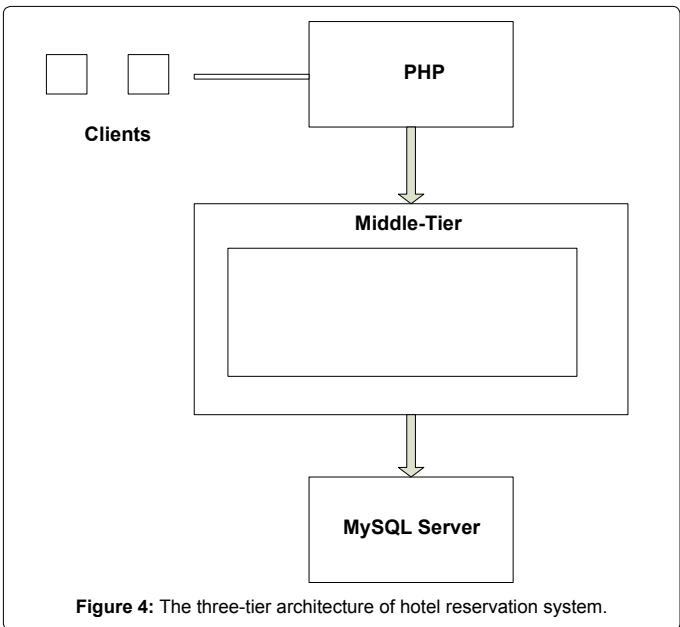 PHP
Clients
Middle-Tier
MySQL Server
Figure 4: The three-tier architecture of hotel reservation system.